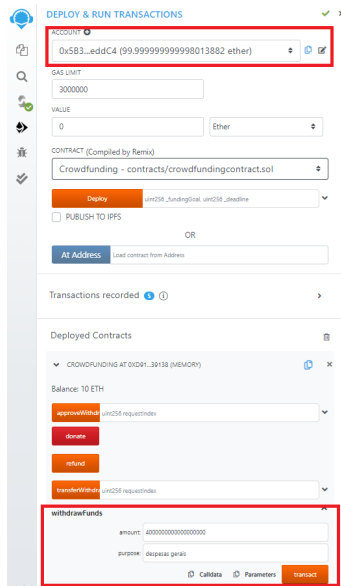 DEPLOY & RUN TRANSACTIONS
ACCOUNT
0x5B3...eddC4 (99.999999999998013882 ether)
GAS LIMIT
3000000
VALUE
0 Ether
CONTRACT (Compiled by Remix)
Crowdfunding - contracts/crowdfundingcontract.sol
Deploy uint256 _fundingGoal, uint256 _deadline
PUBLISH TO IPFS
OR
At Address Load contract from Address
Transactions recorded 5 i
Deployed Contracts
CROWDFUNDING AT 0XD91...39138 (MEMORY)
Balance: 10 ETH
approveWithdr uint256 requestIndex
donate
refund
transferWithdr uint256 requestIndex
withdrawFunds
amount: 4000000000000000000
purpose: despesas gerais
Calldata Parameters transact